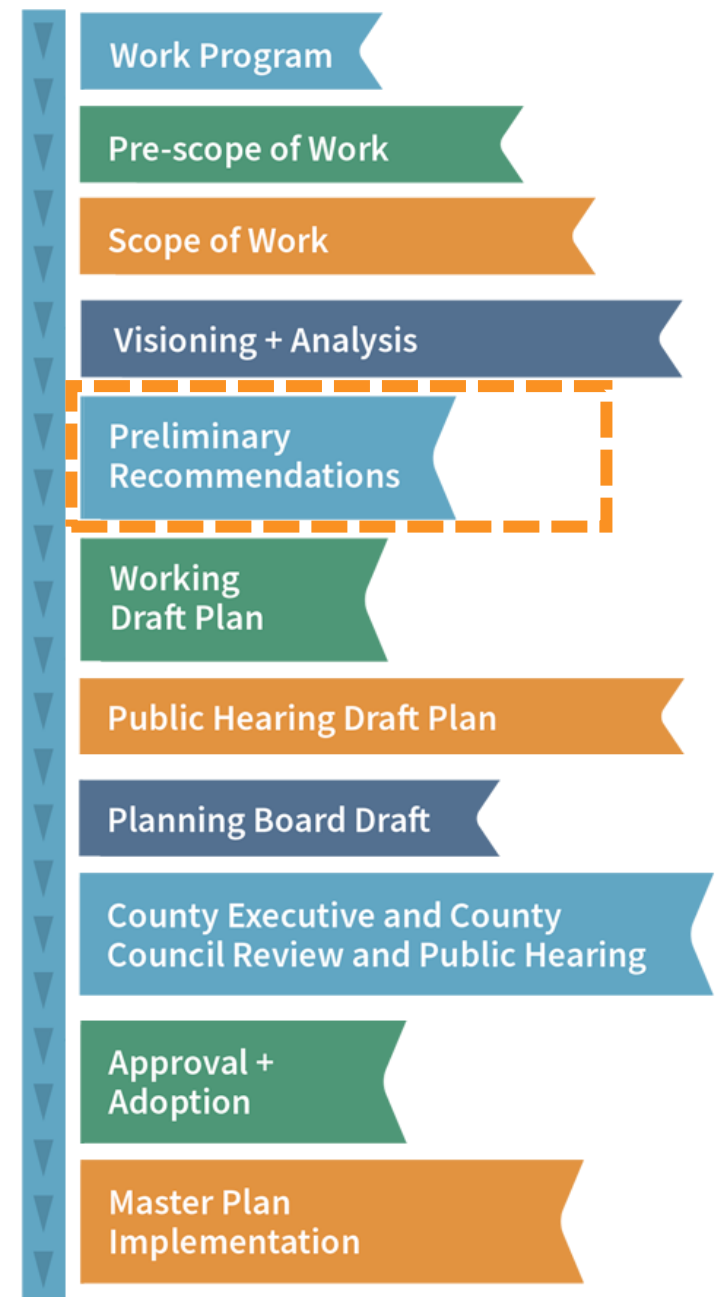 Work Program
Pre-scope of Work
Scope of Work
Visioning + Analysis
Preliminary
Recommendations
Working
Draft Plan
Public Hearing Draft Plan
Planning Board Draft
County Executive and County
Council Review and Public Hearing
Approval +
Adoption
Master Plan
Implementation